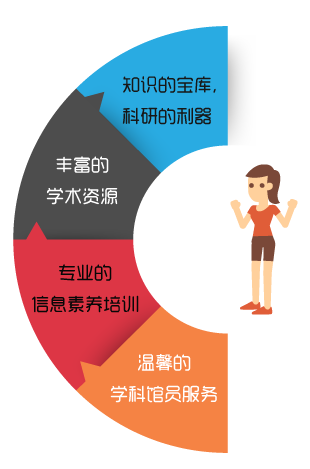 知识的宝库,
科研的利器
丰富的
学术资源
专业的
信息素养培训
温馨的
学科馆员服务